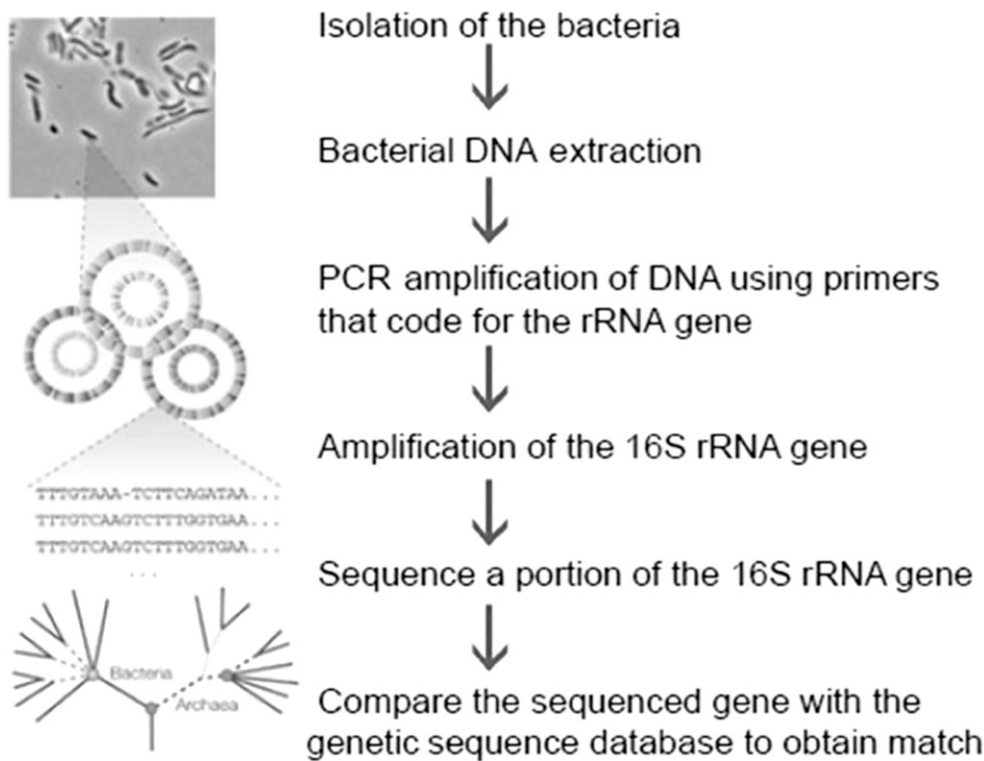 Isolation of the bacteria
Bacterial DNA extraction
PCR amplification of DNA using primers
that code for the rRNA gene
Amplification of the 16S rRNA gene
TTTGTAAA-TCTTCAGATAA...
TTTGTCAAGTCTTTGGTGAA...
TTTGTCAAGTCTTTGGTGAA...
...
Sequence a portion of the 16S rRNA gene
Bacteria
Archaea
Compare the sequenced gene with the
genetic sequence database to obtain match